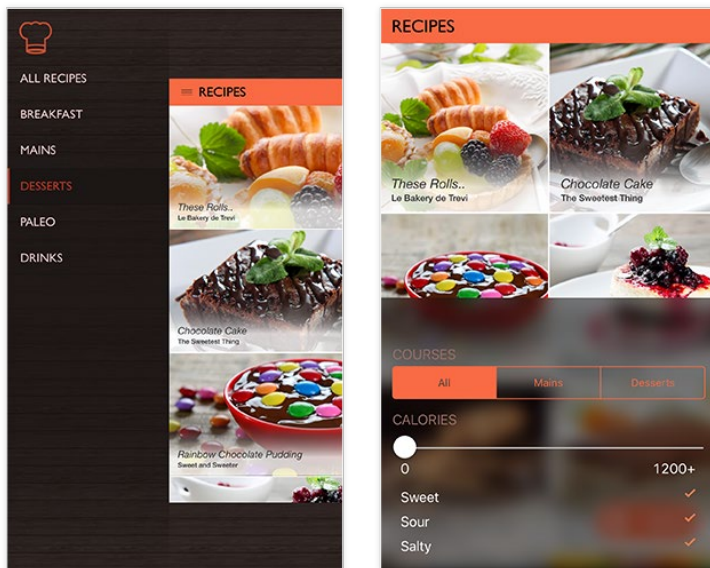 ALL RECIPES
BREAKFAST
MAINS
DESSERTS
PALEO
DRINKS
RECIPES
These Rolls..
Le Bakery de Trevi
Chocolate Cake
The Sweetest Thing
Rainbow Chocolate Pudding
Sweet and Sweeter
RECIPES
These Rolls..
Le Bakery de Trevi
Chocolate Cake
The Sweetest Thing
COURSES
All
Mains
Desserts
CALORIES
0
1200+
Sweet
Sour
Salty